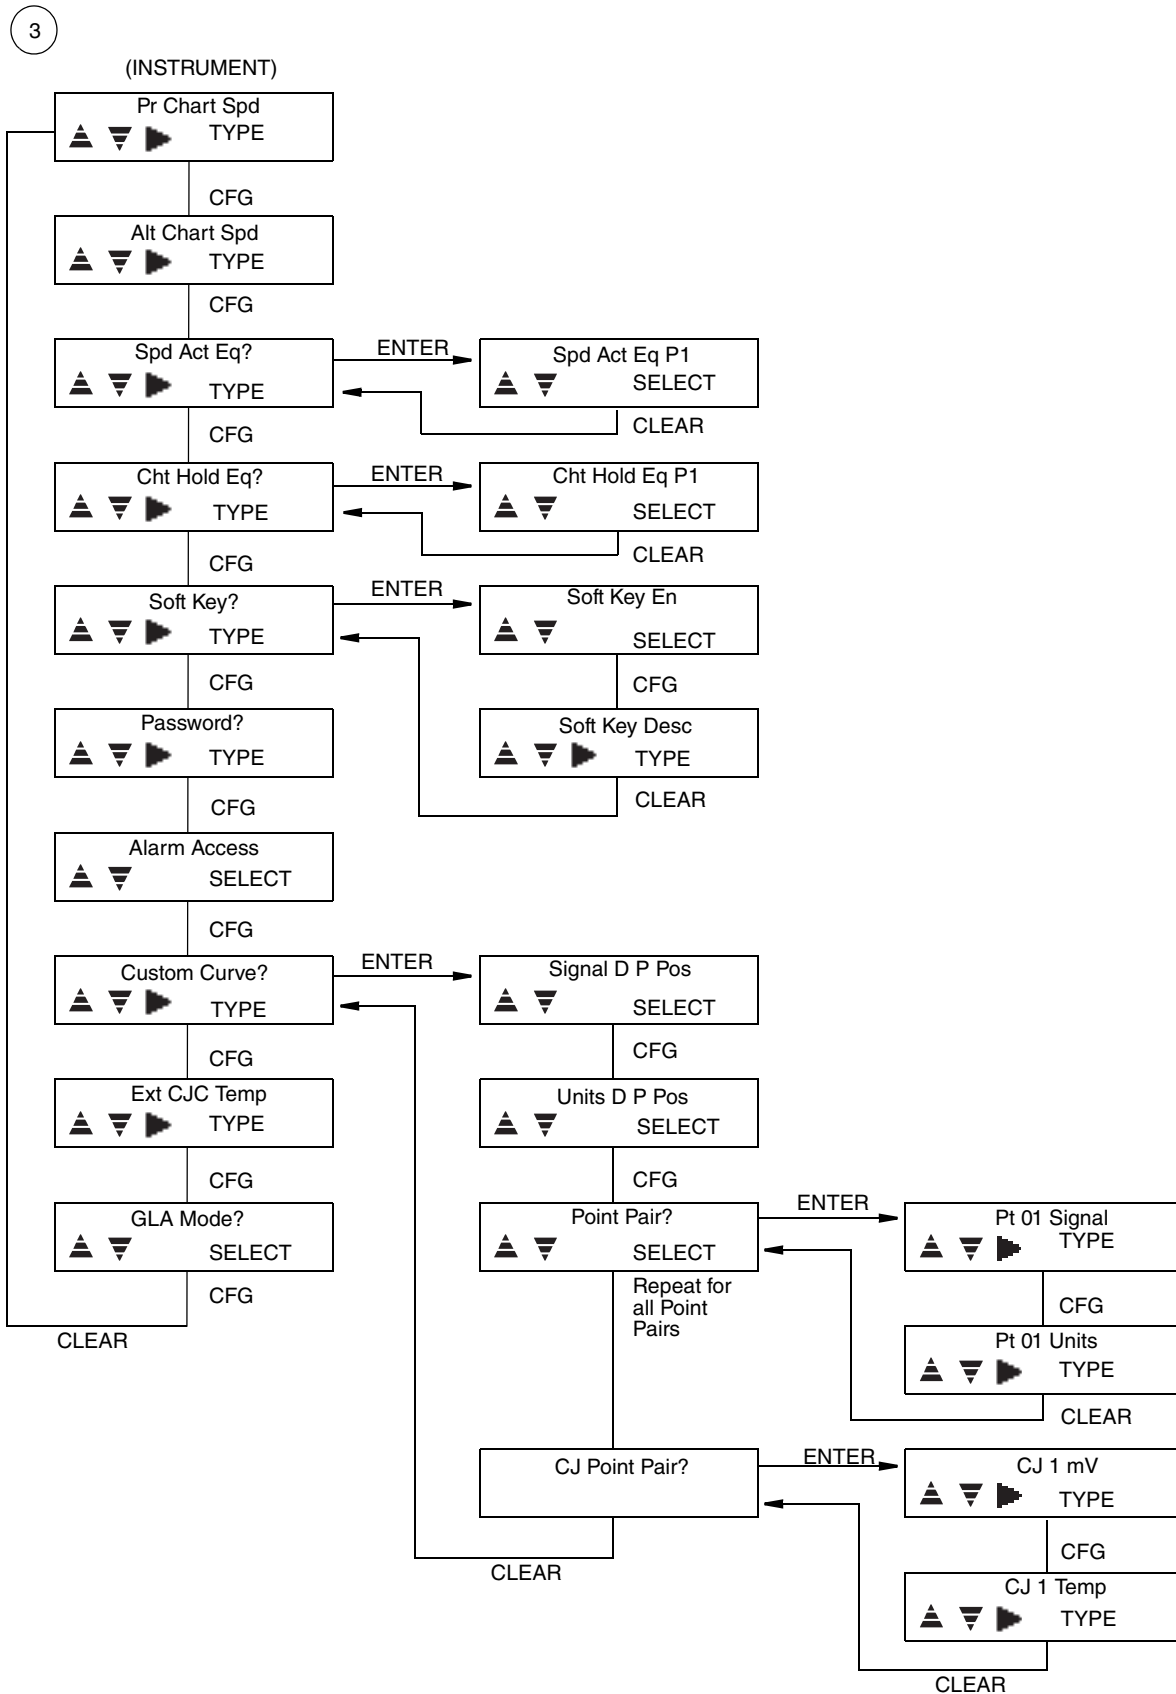 3
(INSTRUMENT)
Pr Chart Spd
TYPE
CFG
Alt Chart Spd
TYPE
CFG
Spd Act Eq?
TYPE
ENTER
Spd Act Eq P1
SELECT
CLEAR
CFG
Cht Hold Eq?
TYPE
ENTER
Cht Hold Eq P1
SELECT
CLEAR
CFG
Soft Key?
TYPE
ENTER
Soft Key En
SELECT
CFG
Soft Key Desc
TYPE
CLEAR
CFG
Password?
TYPE
CFG
Alarm Access
SELECT
CFG
Custom Curve?
TYPE
ENTER
Signal D P Pos
SELECT
CFG
Units D P Pos
SELECT
CFG
Point Pair?
SELECT
Repeat for
all Point
Pairs
ENTER
Pt 01 Signal
TYPE
CFG
Pt 01 Units
TYPE
CLEAR
CJ Point Pair?
ENTER
CJ 1 mV
TYPE
CFG
CJ 1 Temp
TYPE
CLEAR
CLEAR
CFG
Ext CJC Temp
TYPE
CFG
GLA Mode?
SELECT
CFG
CLEAR